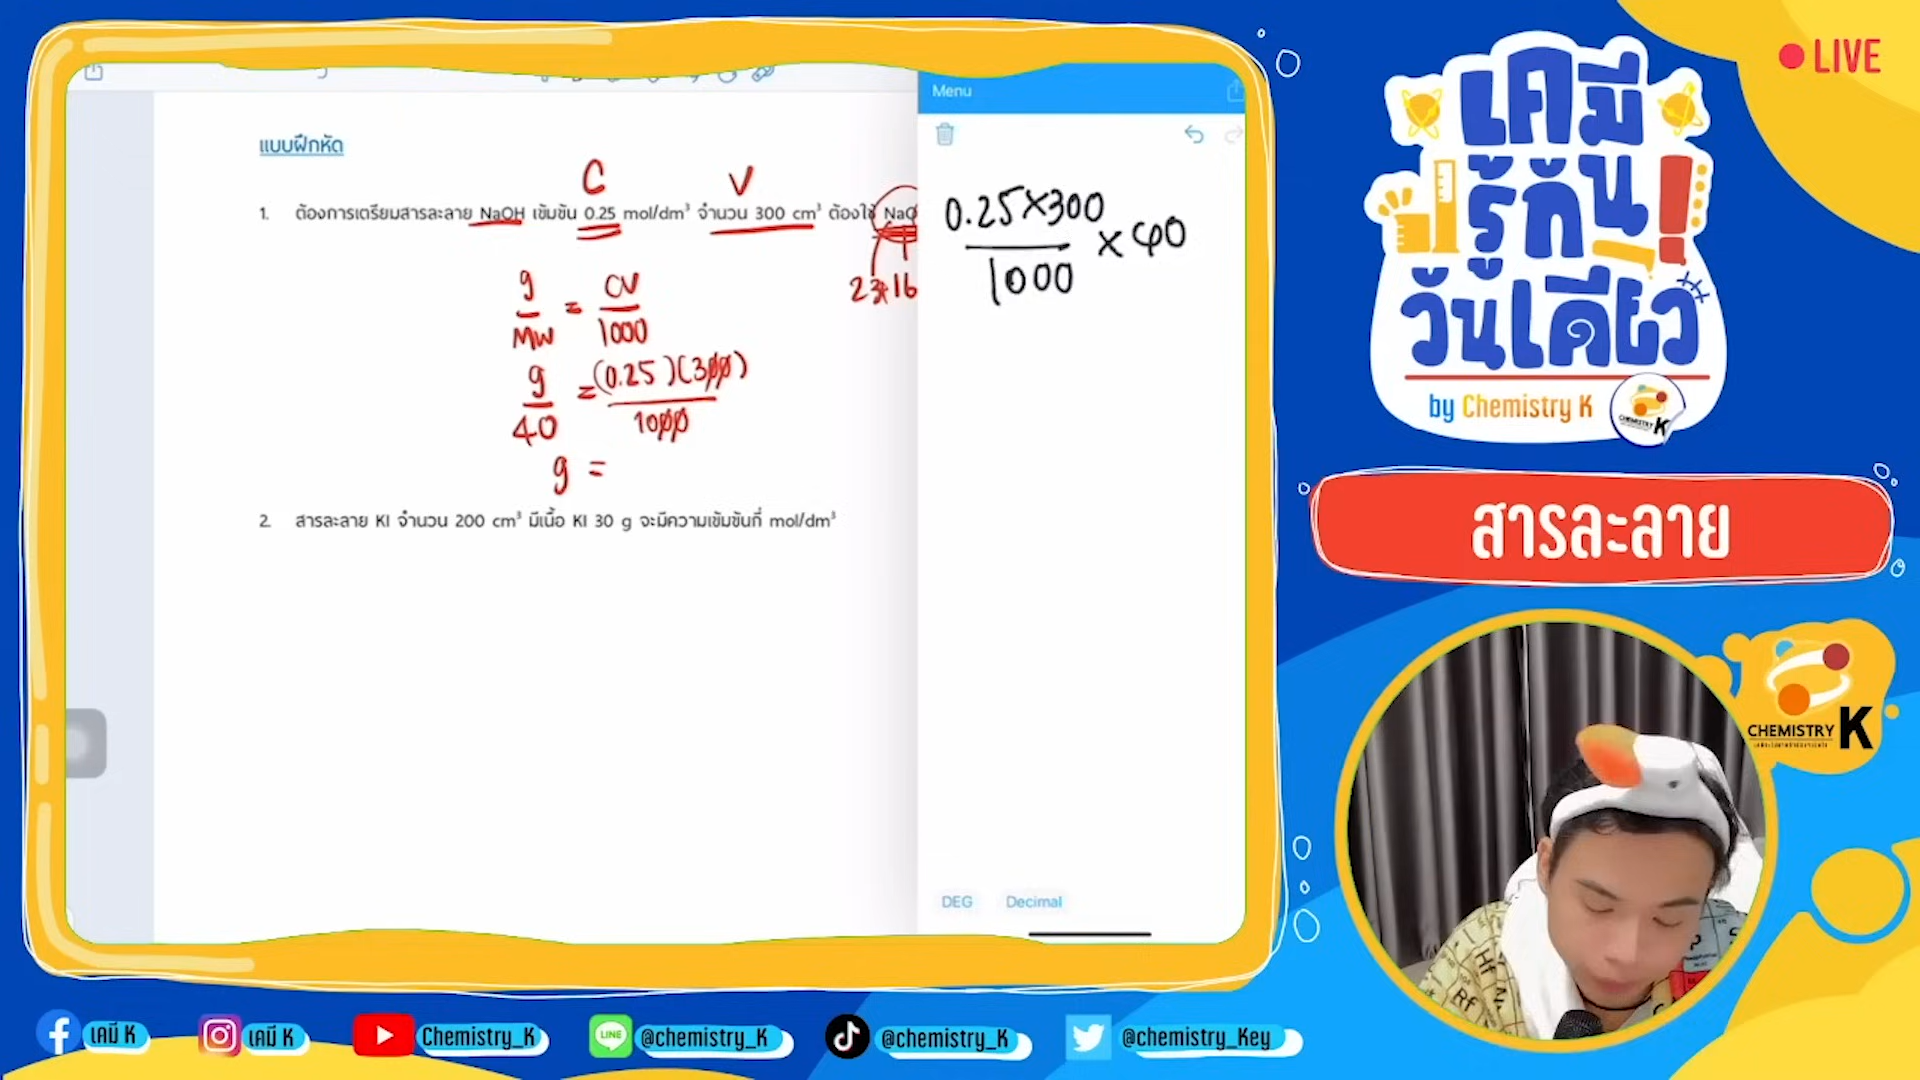 Menu
แบบฝึกหัด
C V
1. ต้องการเตรียมสารละลาย NaOH เข้มข้น 0.25 mol/dm³ จำนวน 300 cm³ ต้องใช้
23+16
g/MW = CV/1000
g/40 = (0.25)(300)/1000
g =
2. สารละลาย KI จำนวน 200 cm³ มีเนื้อ KI 30 g จะมีความเข้มข้นกี่ mol/dm³
0.25×300
1000
×40
DEG Decimal
LIVE
เคมี
รู้กัน!
วันเดียว
by Chemistry K
CHEMISTRY K
สารละลาย
CHEMISTRY K
Hf
Rf
เคมี K
เคมี K
Chemistry_K
LINE
@chemistry_K
@chemistry_K
@chemistry_Key